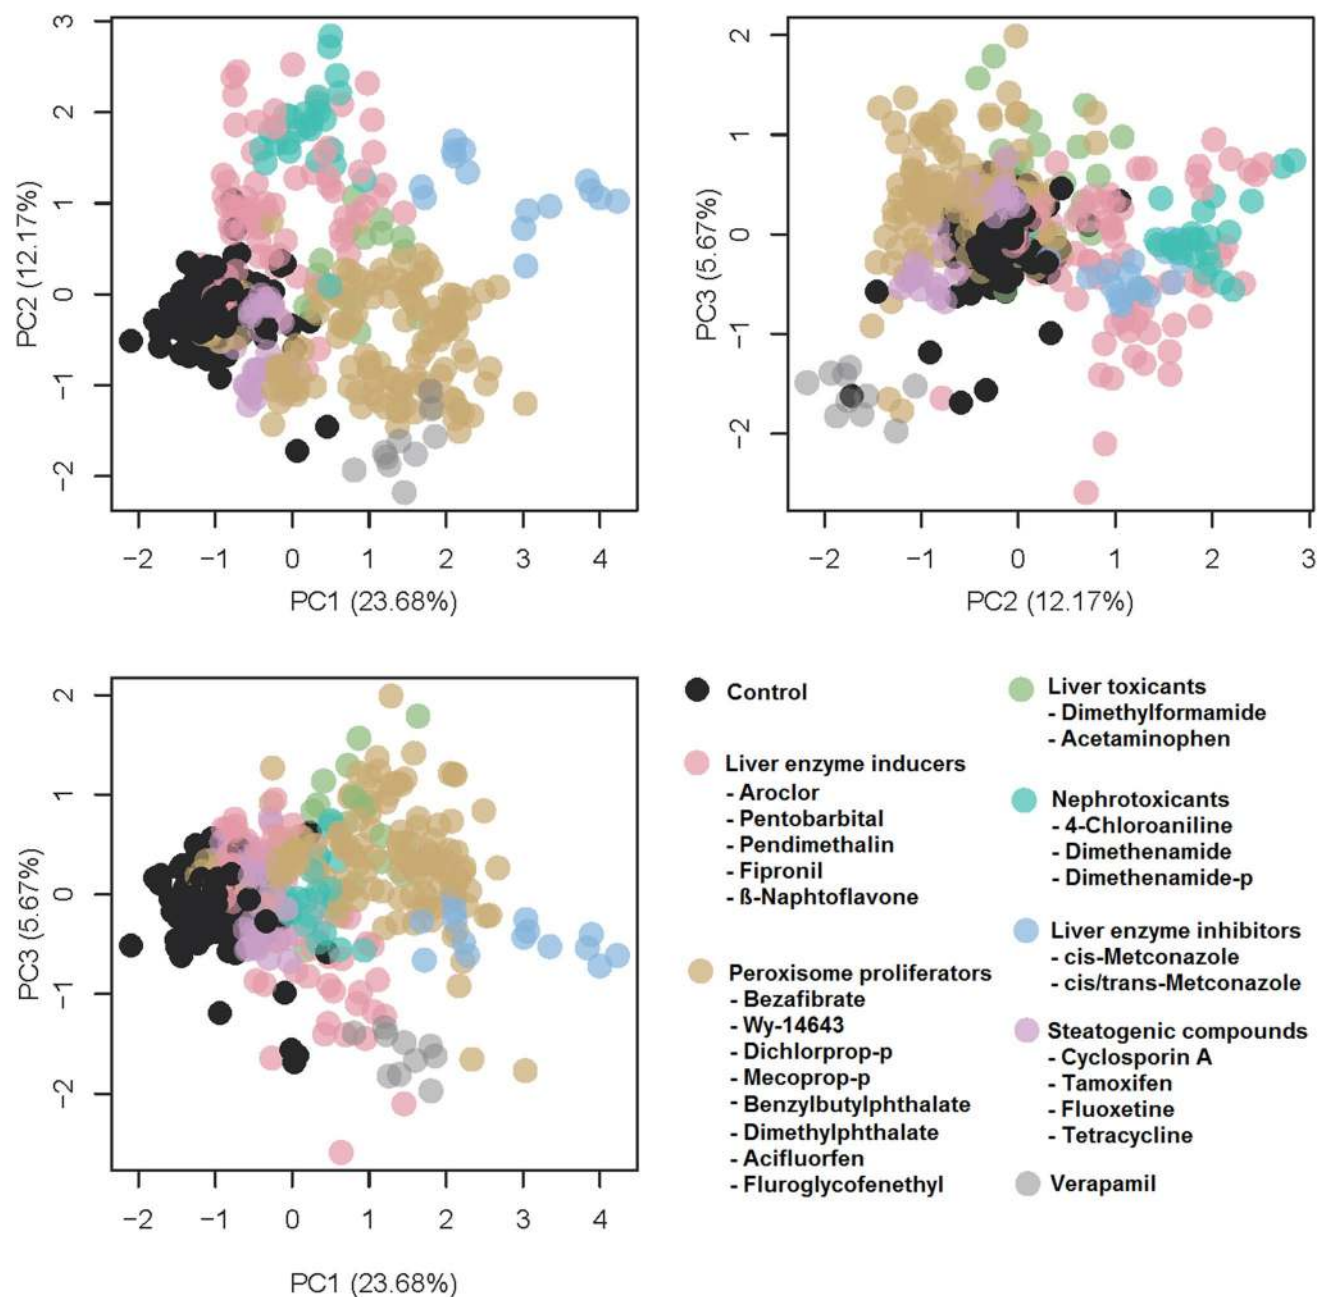 3
2
1
0
−1
−2
PC2 (12.17%)
−2 −1 0 1 2 3 4
PC1 (23.68%)
2
1
0
−1
−2
PC3 (5.67%)
−2 −1 0 1 2 3
PC2 (12.17%)
2
1
0
−1
−2
PC3 (5.67%)
−2 −1 0 1 2 3 4
PC1 (23.68%)
Control
Liver enzyme inducers
- Aroclor
- Pentobarbital
- Pendimethalin
- Fipronil
- ß-Naphtoflavone
Peroxisome proliferators
- Bezafibrate
- Wy-14643
- Dichlorprop-p
- Mecoprop-p
- Benzylbutylphthalate
- Dimethylphthalate
- Acifluorfen
- Fluroglycofenethyl
Liver toxicants
- Dimethylformamide
- Acetaminophen
Nephrotoxicants
- 4-Chloroaniline
- Dimethenamide
- Dimethenamide-p
Liver enzyme inhibitors
- cis-Metconazole
- cis/trans-Metconazole
Steatogenic compounds
- Cyclosporin A
- Tamoxifen
- Fluoxetine
- Tetracycline
Verapamil